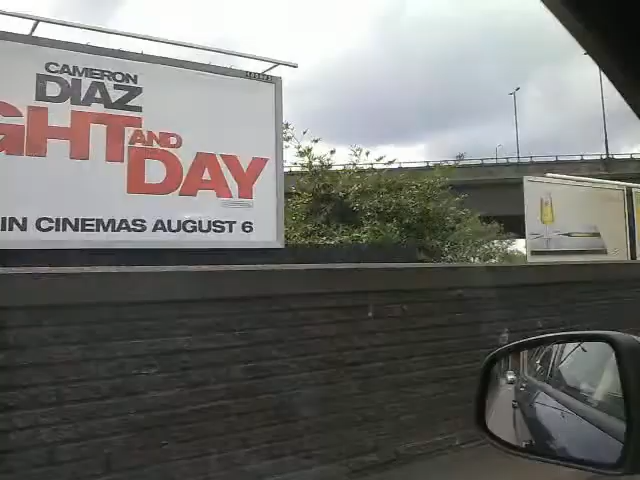 CAMERON
DIAZ
GHT AND
DAY
IN CINEMAS AUGUST 6